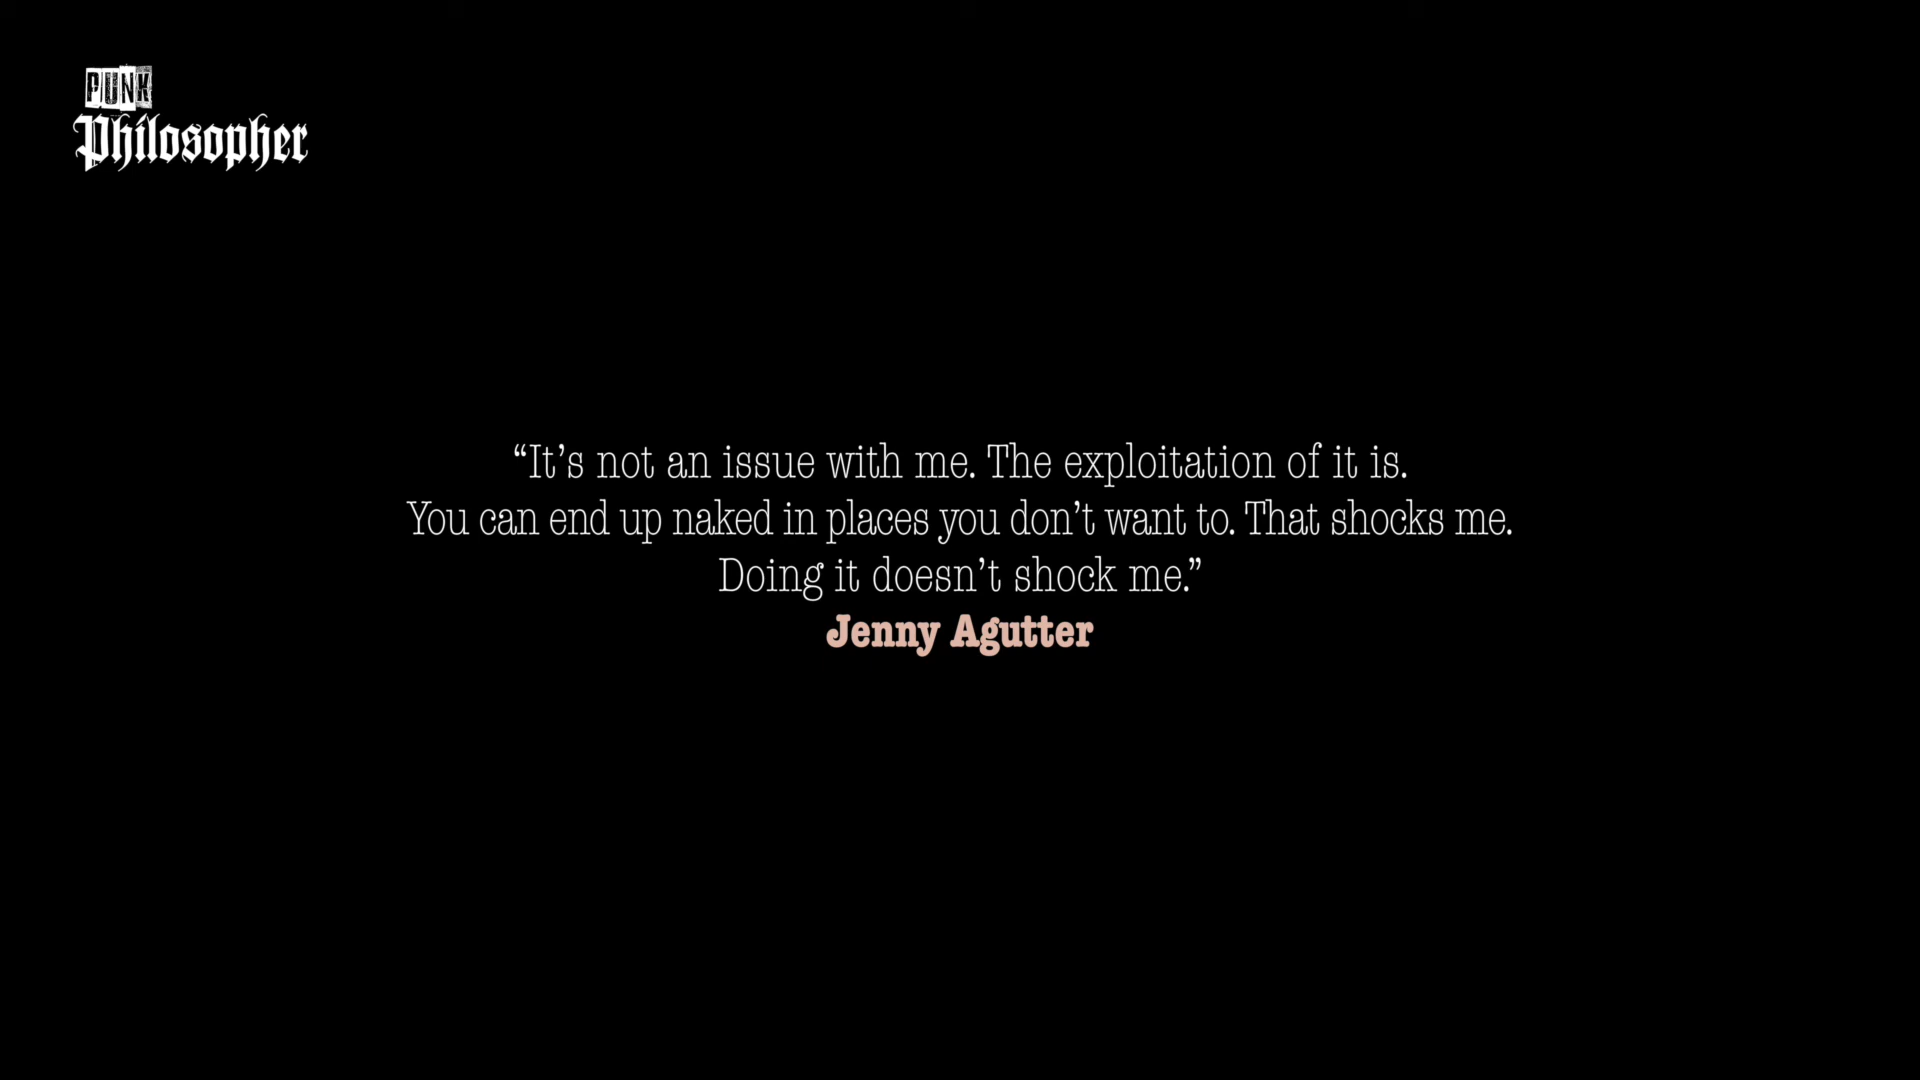 PUNK
Philosopher
“It’s not an issue with me. The exploitation of it is.
You can end up naked in places you don’t want to. That shocks me.
Doing it doesn’t shock me.”
Jenny Agutter